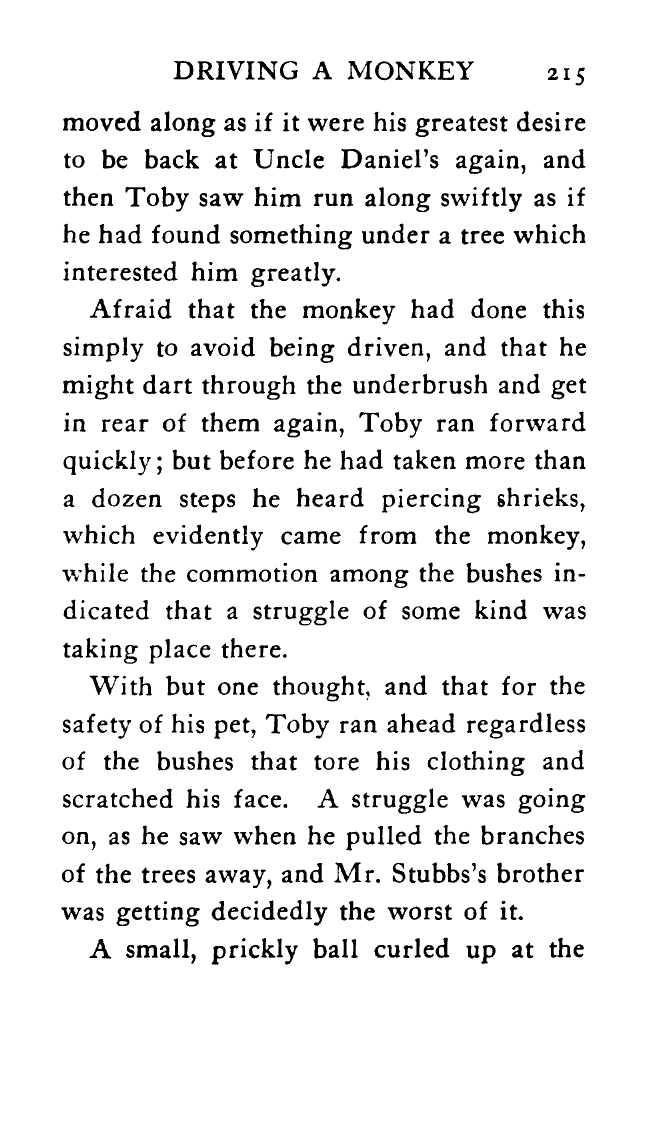 DRIVING A MONKEY 215
moved along as if it were his greatest desire
to be back at Uncle Daniel's again, and
then Toby saw him run along swiftly as if
he had found something under a tree which
interested him greatly.
Afraid that the monkey had done this
simply to avoid being driven, and that he
might dart through the underbrush and get
in rear of them again, Toby ran forward
quickly; but before he had taken more than
a dozen steps he heard piercing shrieks,
which evidently came from the monkey,
while the commotion among the bushes in-
dicated that a struggle of some kind was
taking place there.
With but one thought, and that for the
safety of his pet, Toby ran ahead regardless
of the bushes that tore his clothing and
scratched his face. A struggle was going
on, as he saw when he pulled the branches
of the trees away, and Mr. Stubbs's brother
was getting decidedly the worst of it.
A small, prickly ball curled up at the